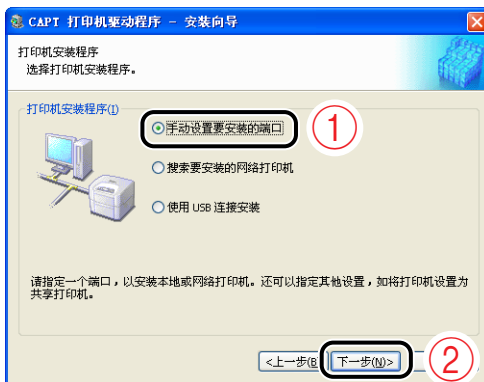 CAPT 打印机驱动程序 - 安装向导
打印机安装程序
选择打印机安装程序。
打印机安装程序(I)
手动设置要安装的端口
①
搜索要安装的网络打印机
使用 USB 连接安装
请指定一个端口，以安装本地或网络打印机。还可以指定其他设置，如将打印机设置为
共享打印机。
<上一步(B 下一步(N)> ②